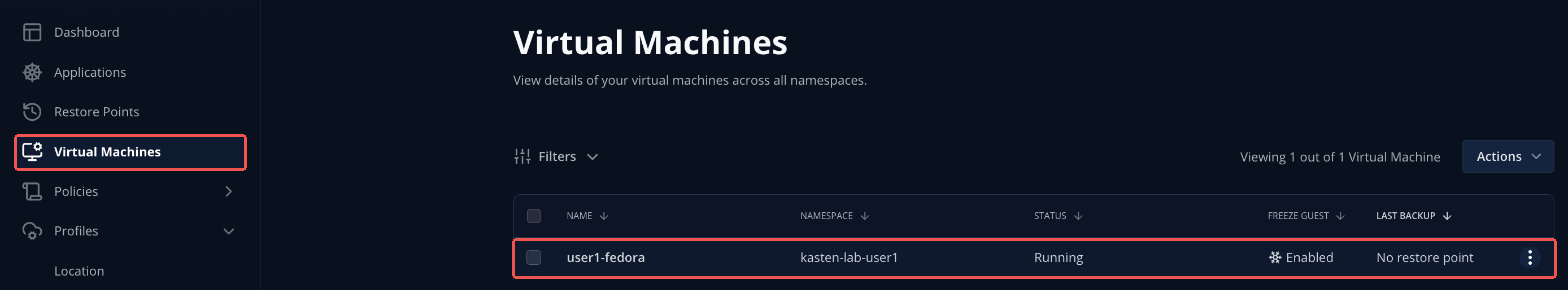 Dashboard
Applications
Restore Points
Virtual Machines
Policies
Profiles
Location
Virtual Machines
View details of your virtual machines across all namespaces.
Filters
Viewing 1 out of 1 Virtual Machine
Actions
NAME NAMESPACE STATUS FREEZE GUEST LAST BACKUP
user1-fedora kasten-lab-user1 Running Enabled No restore point